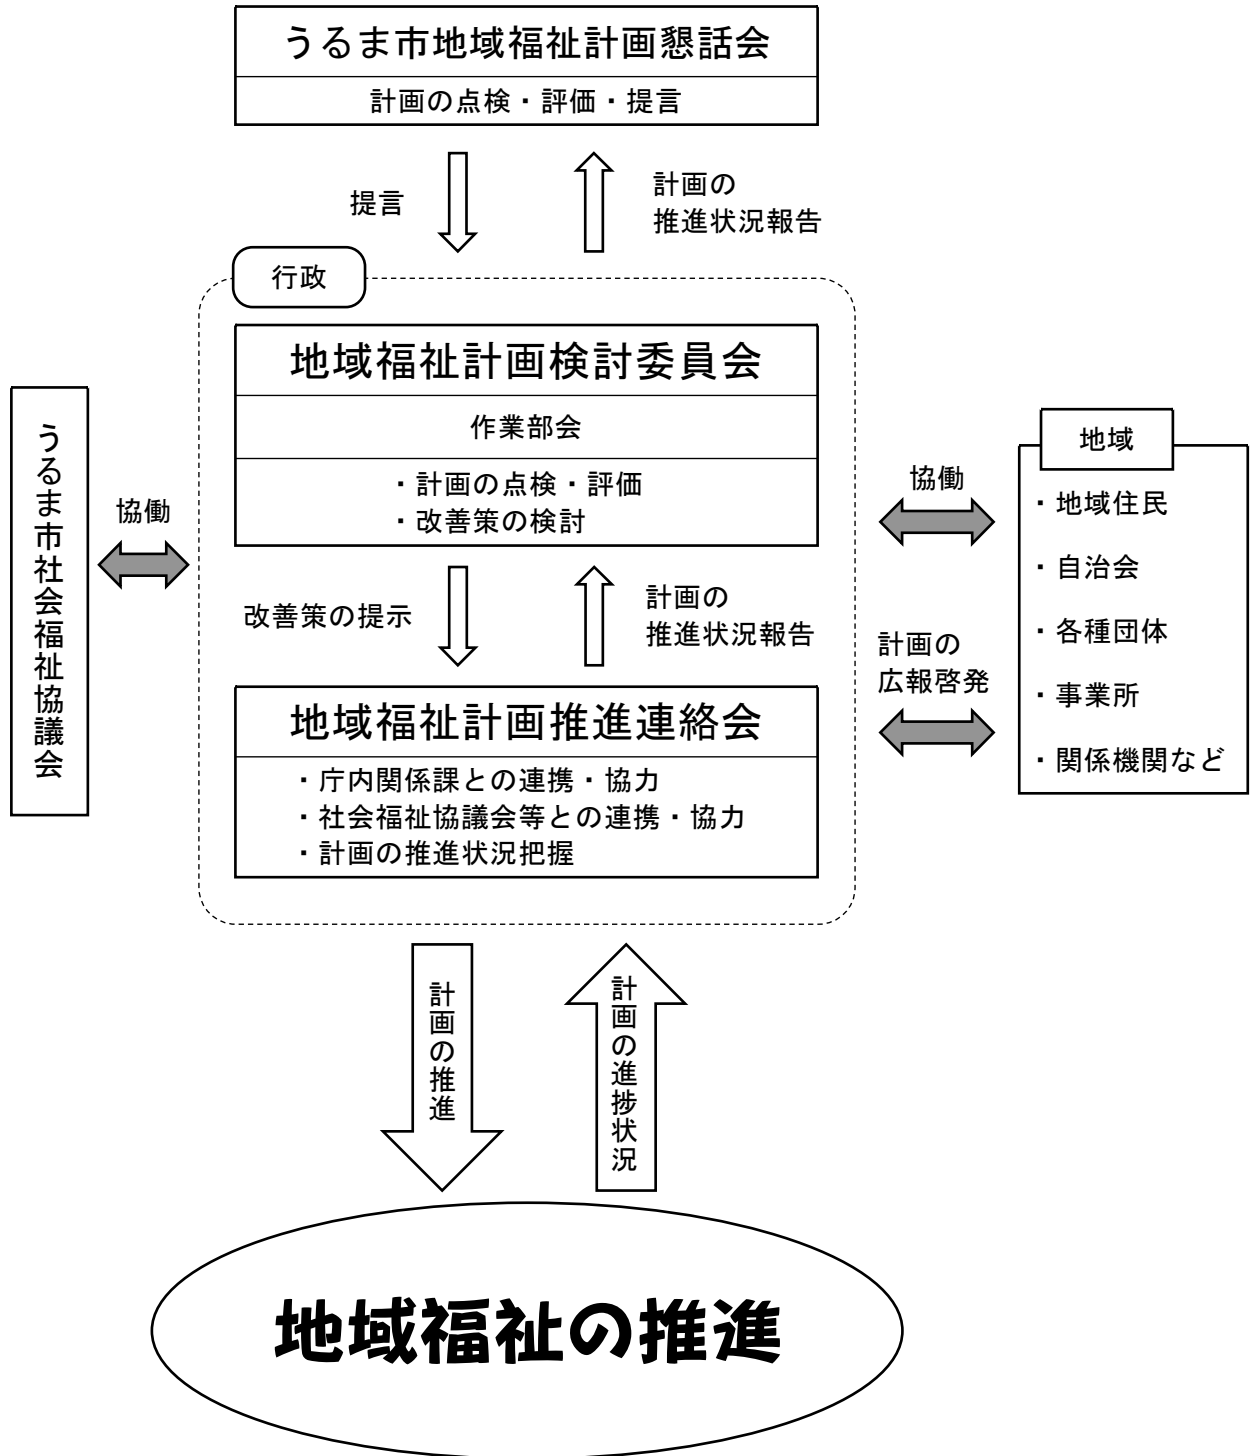 うるま市地域福祉計画懇話会
計画の点検・評価・提言
提言
計画の
推進状況報告
行政
地域福祉計画検討委員会
作業部会
・計画の点検・評価
・改善策の検討
うるま市社会福祉協議会
協働
協働
地域
・地域住民
・自治会
・各種団体
・事業所
・関係機関など
改善策の提示
計画の
推進状況報告
計画の
広報啓発
地域福祉計画推進連絡会
・庁内関係課との連携・協力
・社会福祉協議会等との連携・協力
・計画の推進状況把握
計画の推進
計画の進捗状況
地域福祉の推進